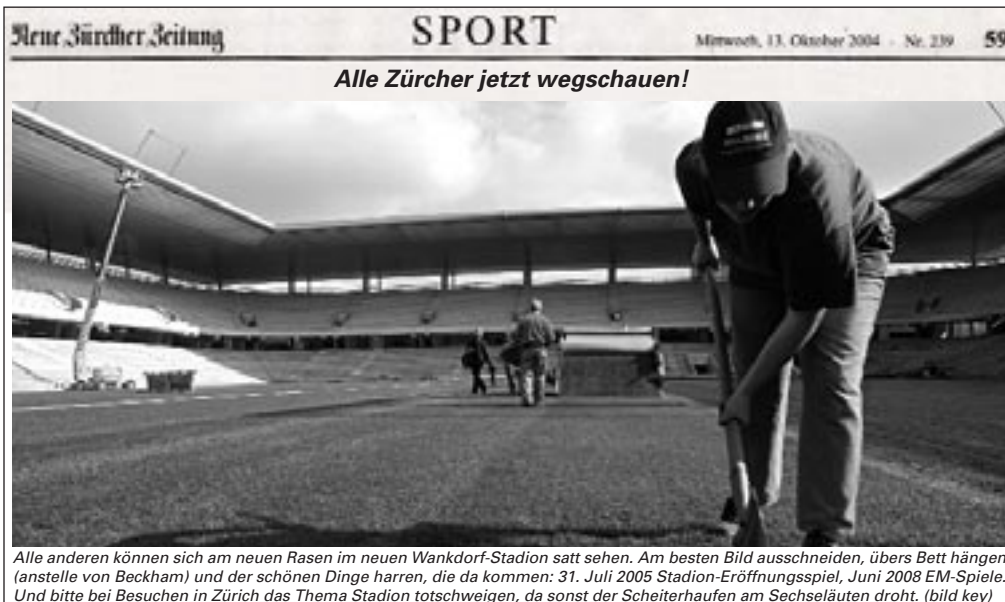 Neue Zürcher Zeitung
SPORT
Mittwoch, 13. Oktober 2004 · Nr. 239
59
Alle Zürcher jetzt wegschauen!
Alle anderen können sich am neuen Rasen im neuen Wankdorf-Stadion satt sehen. Am besten Bild ausschneiden, übers Bett hängen
(anstelle von Beckham) und der schönen Dinge harren, die da kommen: 31. Juli 2005 Stadion-Eröffnungsspiel, Juni 2008 EM-Spiele.
Und bitte bei Besuchen in Zürich das Thema Stadion totschweigen, da sonst der Scheiterhaufen am Sechseläuten droht. (bild key)